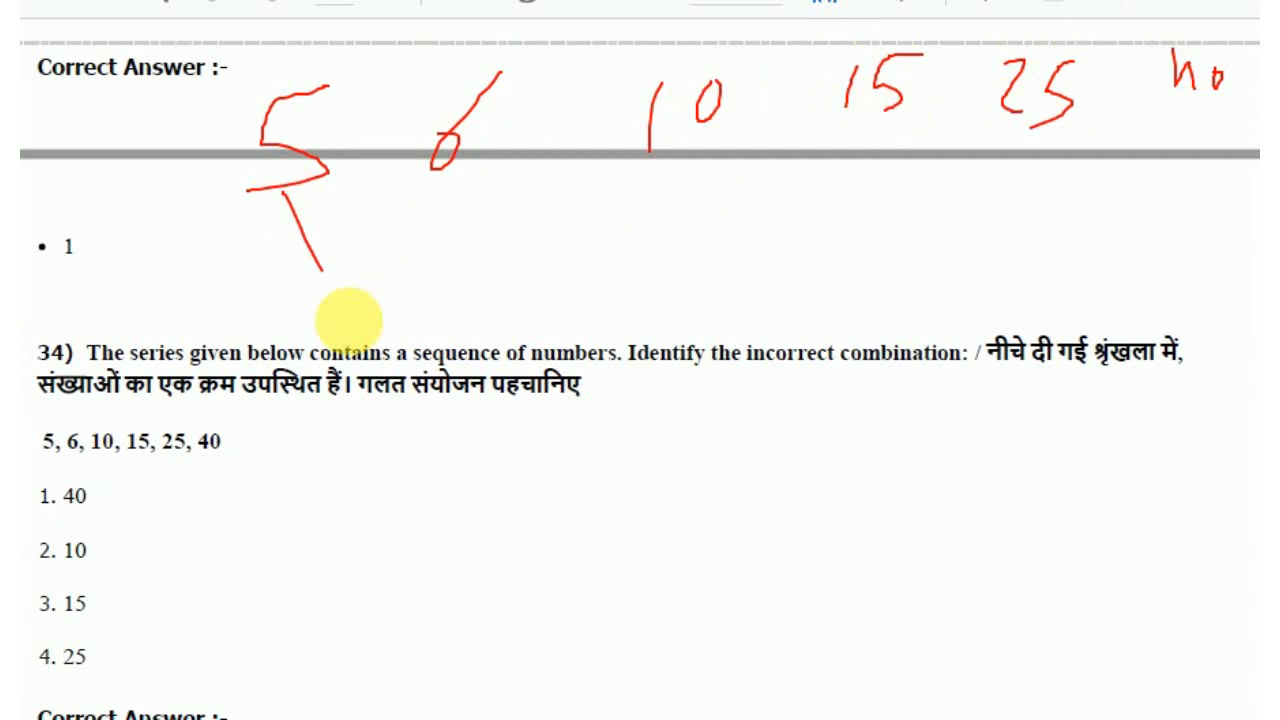 Correct Answer :-
5 6 10 15 25 40
• 1
34) The series given below contains a sequence of numbers. Identify the incorrect combination: / नीचे दी गई श्रृंखला में,
संख्याओं का एक क्रम उपस्थित हैं। गलत संयोजन पहचानिए
5, 6, 10, 15, 25, 40
1. 40
2. 10
3. 15
4. 25
Correct Answer :-